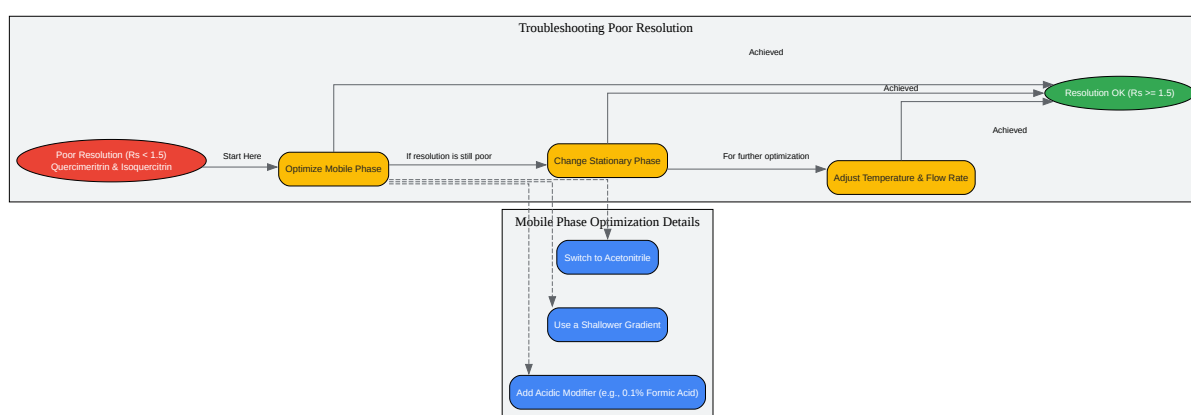 Troubleshooting Poor Resolution
Achieved
Achieved
Resolution OK (Rs >= 1.5)
Achieved
Poor Resolution (Rs < 1.5)
Quercimeritrin & Isoquercitrin
Start Here
Optimize Mobile Phase
If resolution is still poor
Change Stationary Phase
For further optimization
Adjust Temperature & Flow Rate
Mobile Phase Optimization Details
Switch to Acetonitrile
Use a Shallower Gradient
Add Acidic Modifier (e.g., 0.1% Formic Acid)